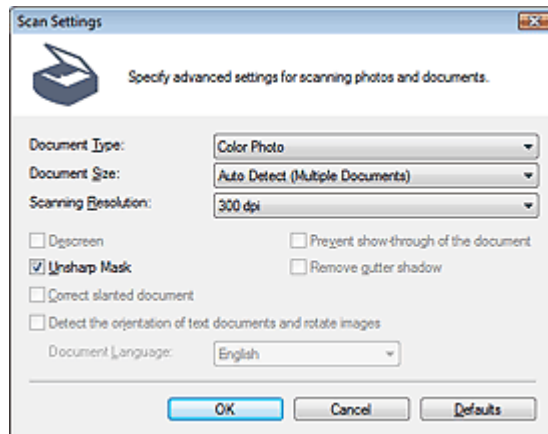 Scan Settings
Specify advanced settings for scanning photos and documents.
Document Type: Color Photo
Document Size: Auto Detect (Multiple Documents)
Scanning Resolution: 300 dpi
Descreen Prevent show-through of the document
Unsharp Mask Remove gutter shadow
Correct slanted document
Detect the orientation of text documents and rotate images
Document Language: English
OK Cancel Defaults